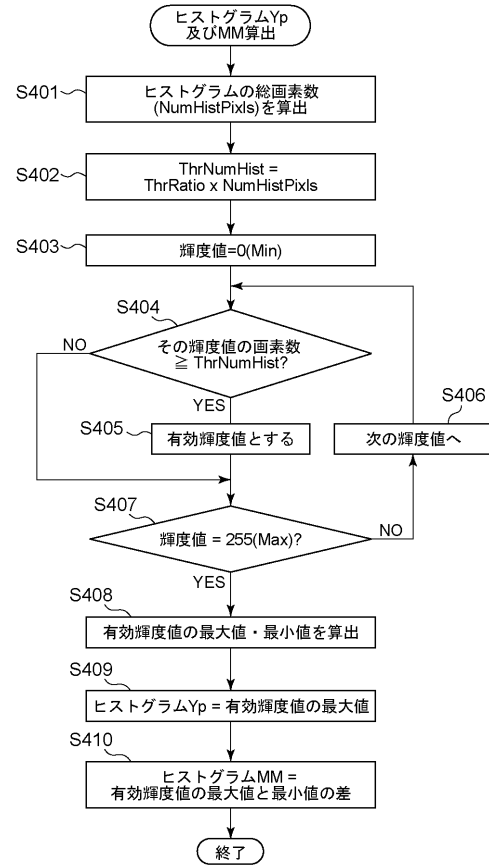 ヒストグラムYp
及びMM算出
S401
ヒストグラムの総画素数
(NumHistPixls)を算出
S402
ThrNumHist =
ThrRatio x NumHistPixls
S403
輝度値=0(Min)
S404
NO
その輝度値の画素数
≧ ThrNumHist?
YES
S405
有効輝度値とする
S406
次の輝度値へ
S407
輝度値 = 255(Max)?
NO
YES
S408
有効輝度値の最大値・最小値を算出
S409
ヒストグラムYp = 有効輝度値の最大値
S410
ヒストグラムMM =
有効輝度値の最大値と最小値の差
終了